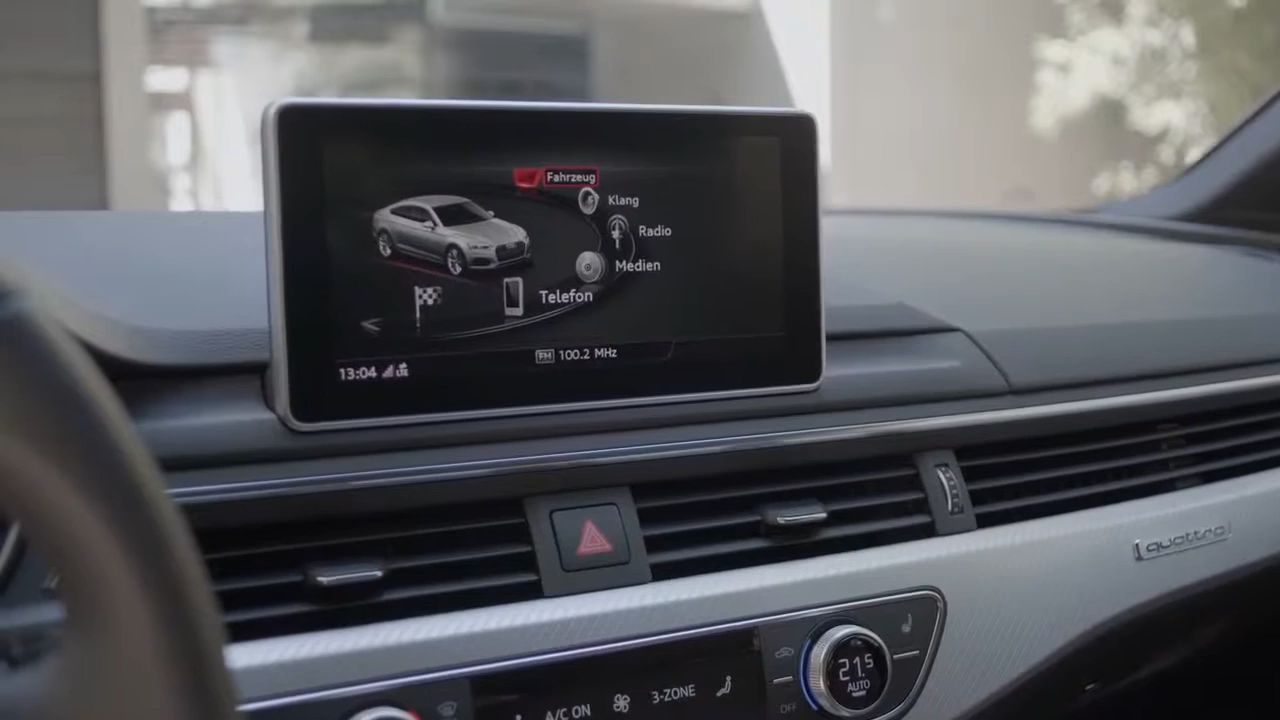 Fahrzeug
Klang
Radio
Medien
Telefon
FM 100.2 MHz
13:04 LTE
quattro
21.5
AUTO
3-ZONE
A/C ON
OFF